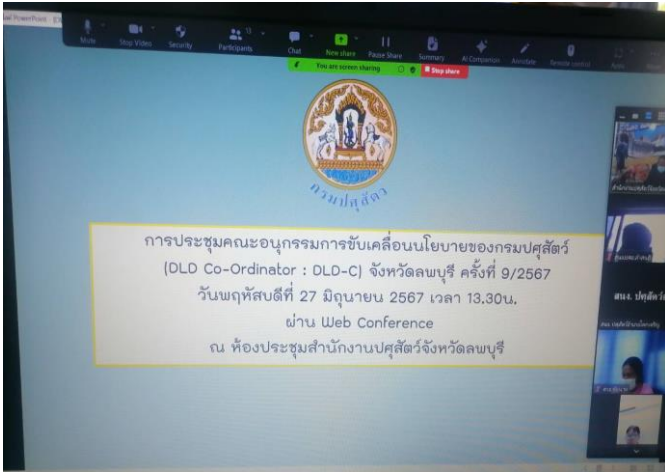 Mute
Stop Video
Security
Participants
13
Chat
New share
Pause Share
Summary
AI Companion
Annotate
Remote control
Apps
You are screen sharing
Stop share
กรมปศุสัตว์
การประชุมคณะอนุกรรมการขับเคลื่อนนโยบายของกรมปศุสัตว์
(DLD Co-Ordinator : DLD-C) จังหวัดลพบุรี ครั้งที่ 9/2567
วันพฤหัสบดีที่ 27 มิถุนายน 2567 เวลา 13.30น.
ผ่าน Web Conference
ณ ห้องประชุมสำนักงานปศุสัตว์จังหวัดลพบุรี